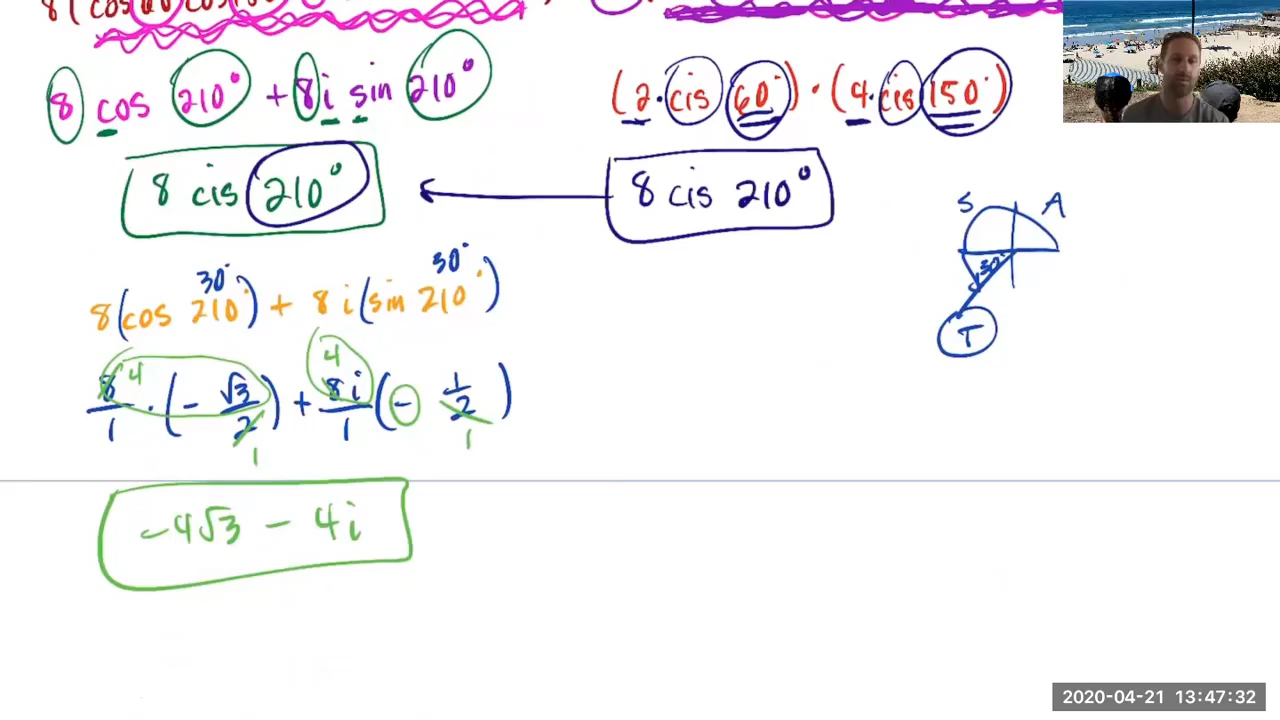 8 cos 210° + 8i sin 210°
(2·cis 60°) · (4·cis 150°)
8 cis 210°
8 cis 210°
S A
30° 30°
8(cos 210°) + 8i(sin 210°)
30°
T
4 4
8/1 · (- √3/2) + 8i/1 (- 1/2)
1 1
-4√3 - 4i
2020-04-21 13:47:32